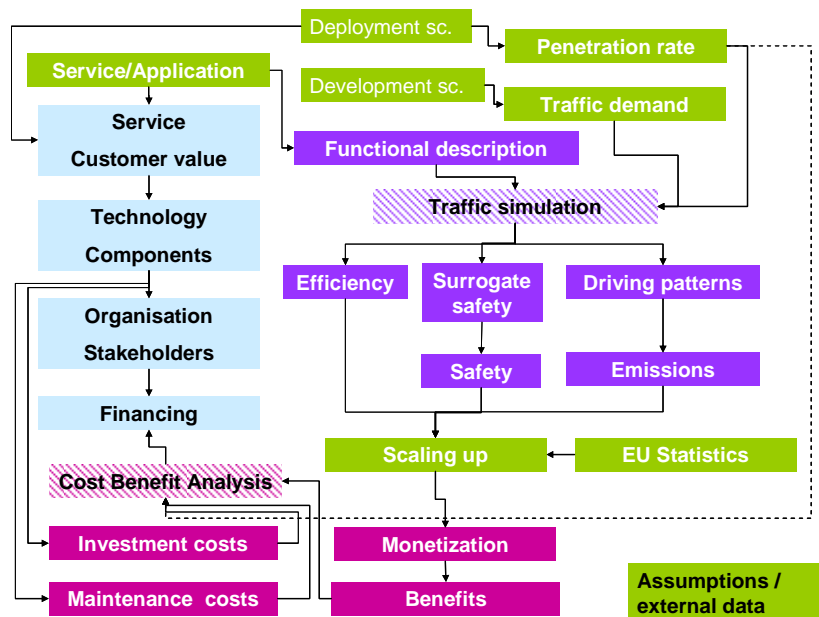 Deployment sc.
Penetration rate
Service/Application
Development sc.
Traffic demand
Service
Customer value
Functional description
Traffic simulation
Technology
Components
Efficiency
Surrogate
safety
Driving patterns
Organisation
Stakeholders
Safety
Emissions
Financing
Scaling up
EU Statistics
Cost Benefit Analysis
Investment costs
Monetization
Maintenance costs
Benefits
Assumptions /
external data